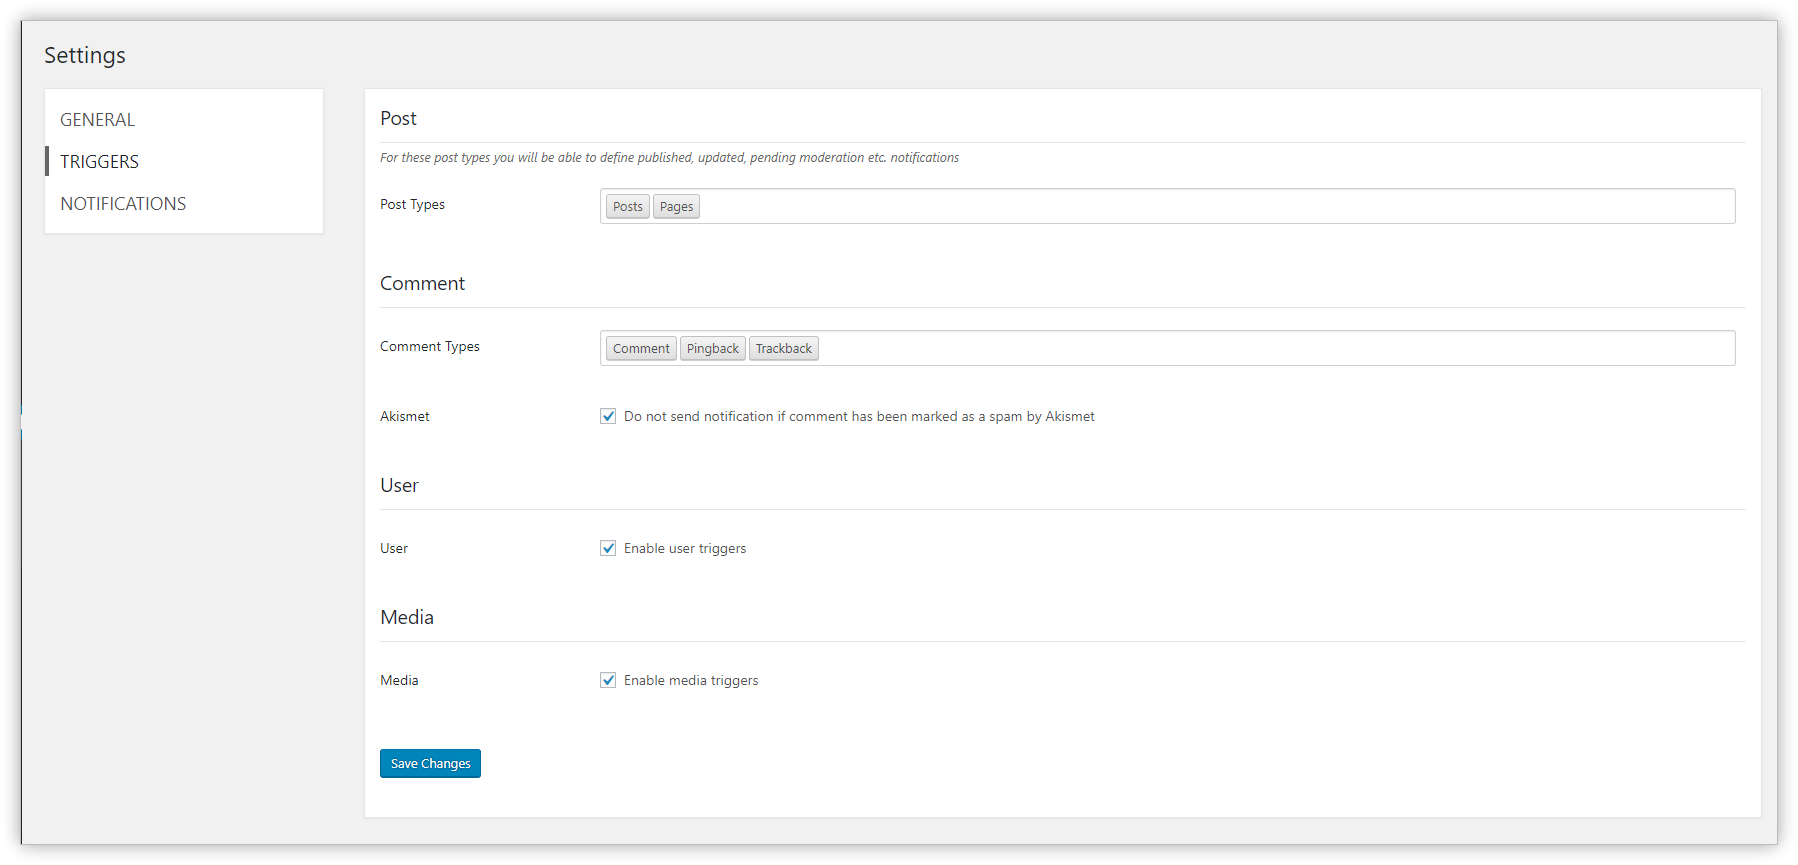 Settings
GENERAL
TRIGGERS
NOTIFICATIONS
Post
For these post types you will be able to define published, updated, pending moderation etc. notifications
Post Types
Posts Pages
Comment
Comment Types
Comment Pingback Trackback
Akismet
Do not send notification if comment has been marked as a spam by Akismet
User
User
Enable user triggers
Media
Media
Enable media triggers
Save Changes